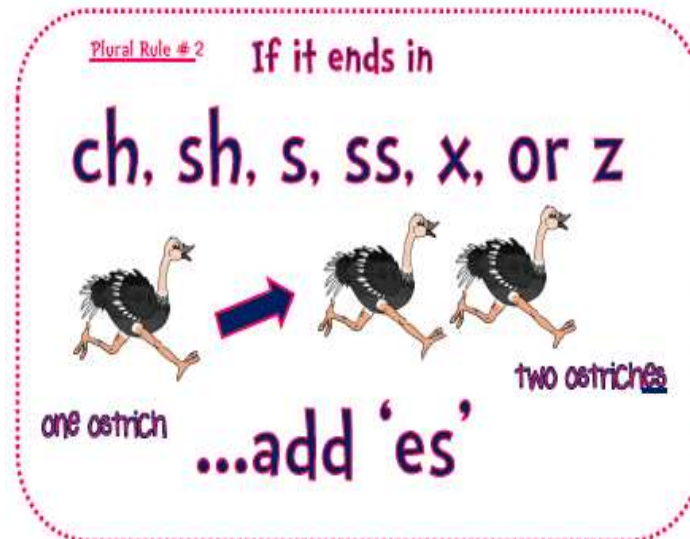 Plural Rule # 2
If it ends in
ch, sh, s, ss, x, or z
one ostrich
two ostriches
...add ‘es’